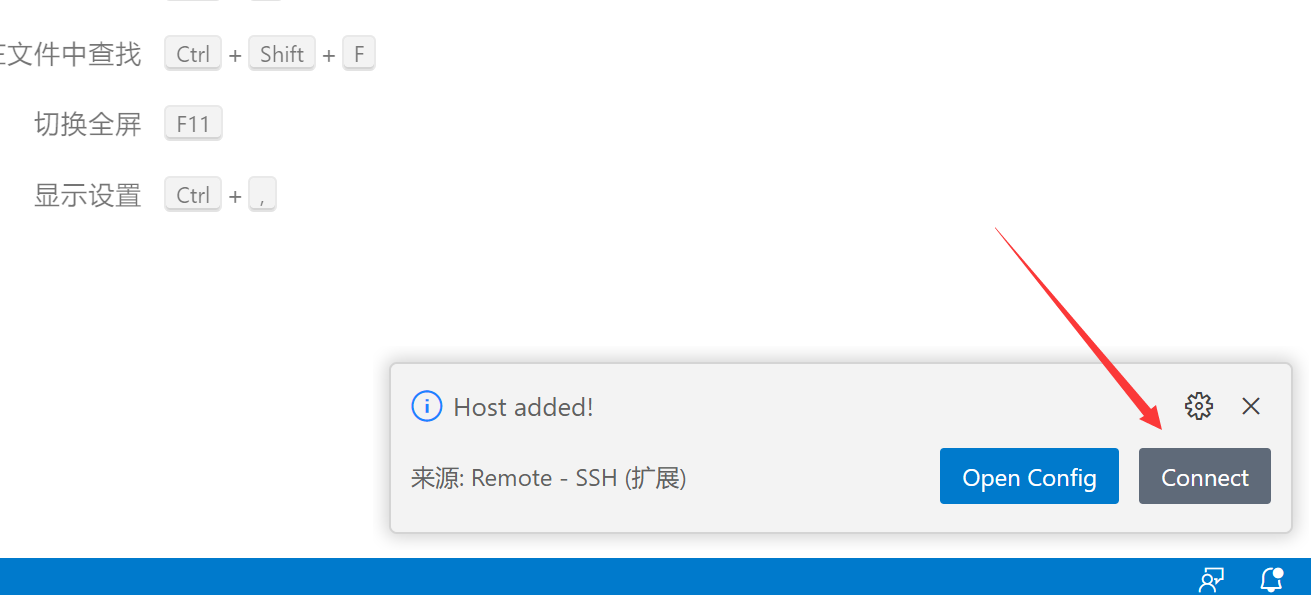 文件中查找 Ctrl + Shift + F
切换全屏 F11
显示设置 Ctrl + ,
Host added!
来源: Remote - SSH (扩展) Open Config Connect